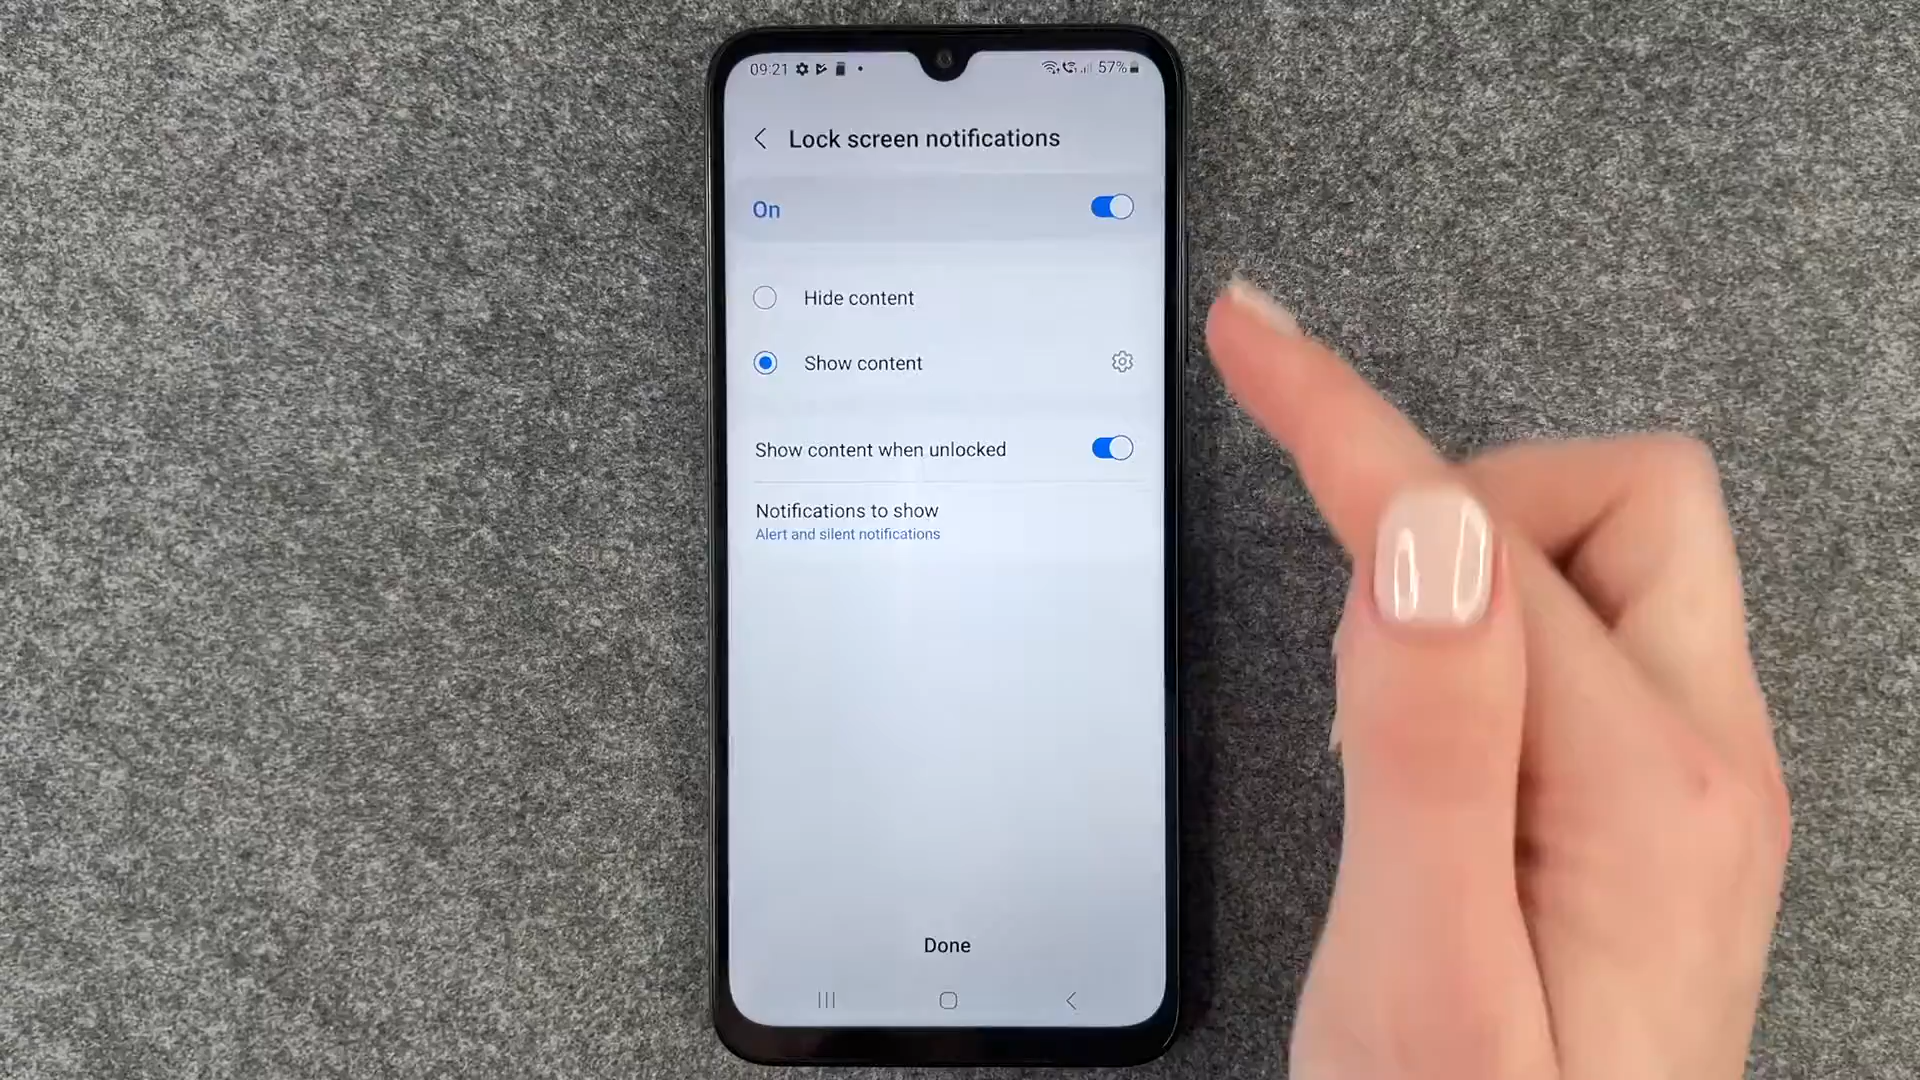 09:21 57%
Lock screen notifications
On
Hide content
Show content
Show content when unlocked
Notifications to show
Alert and silent notifications
Done